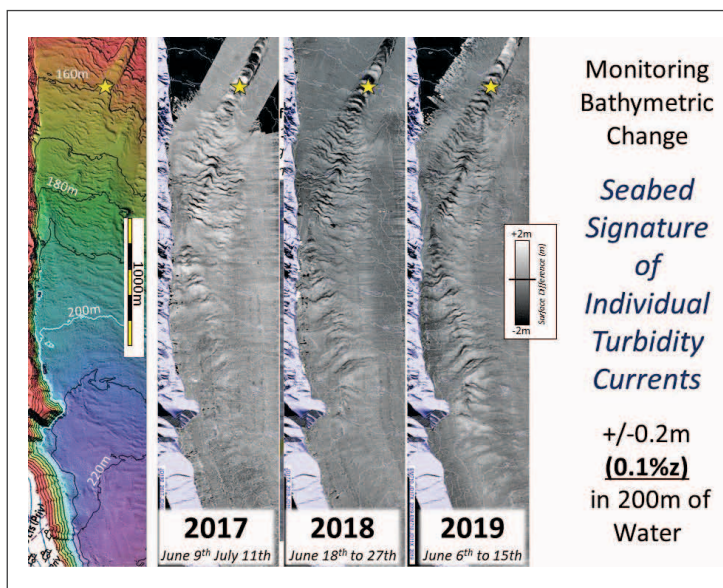 160m
180m
1000m
200m
220m
+2m
Surface Difference (m)
-2m
2017
June 9th July 11th
2018
June 18th to 27th
2019
June 6th to 15th
Monitoring
Bathymetric
Change
Seabed
Signature
of
Individual
Turbidity
Currents
+/-0.2m
(0.1%z)
in 200m of
Water